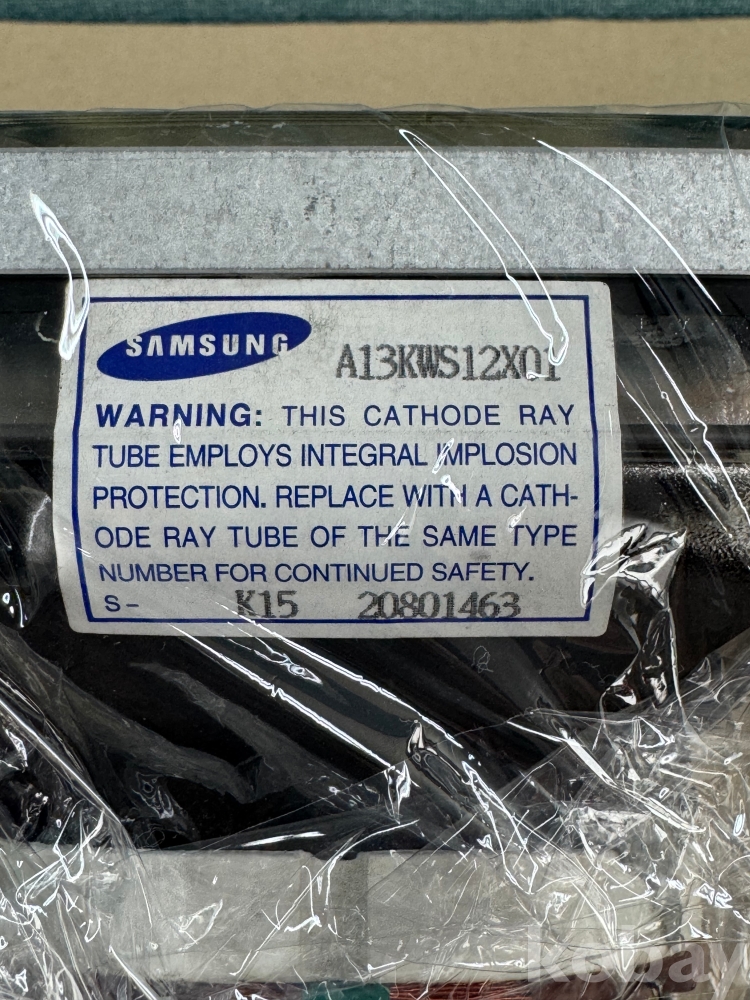 SAMSUNG A13KWS12X01
WARNING: THIS CATHODE RAY
TUBE EMPLOYS INTEGRAL IMPLOSION
PROTECTION. REPLACE WITH A CATH-
ODE RAY TUBE OF THE SAME TYPE
NUMBER FOR CONTINUED SAFETY.
S- K15 20801463